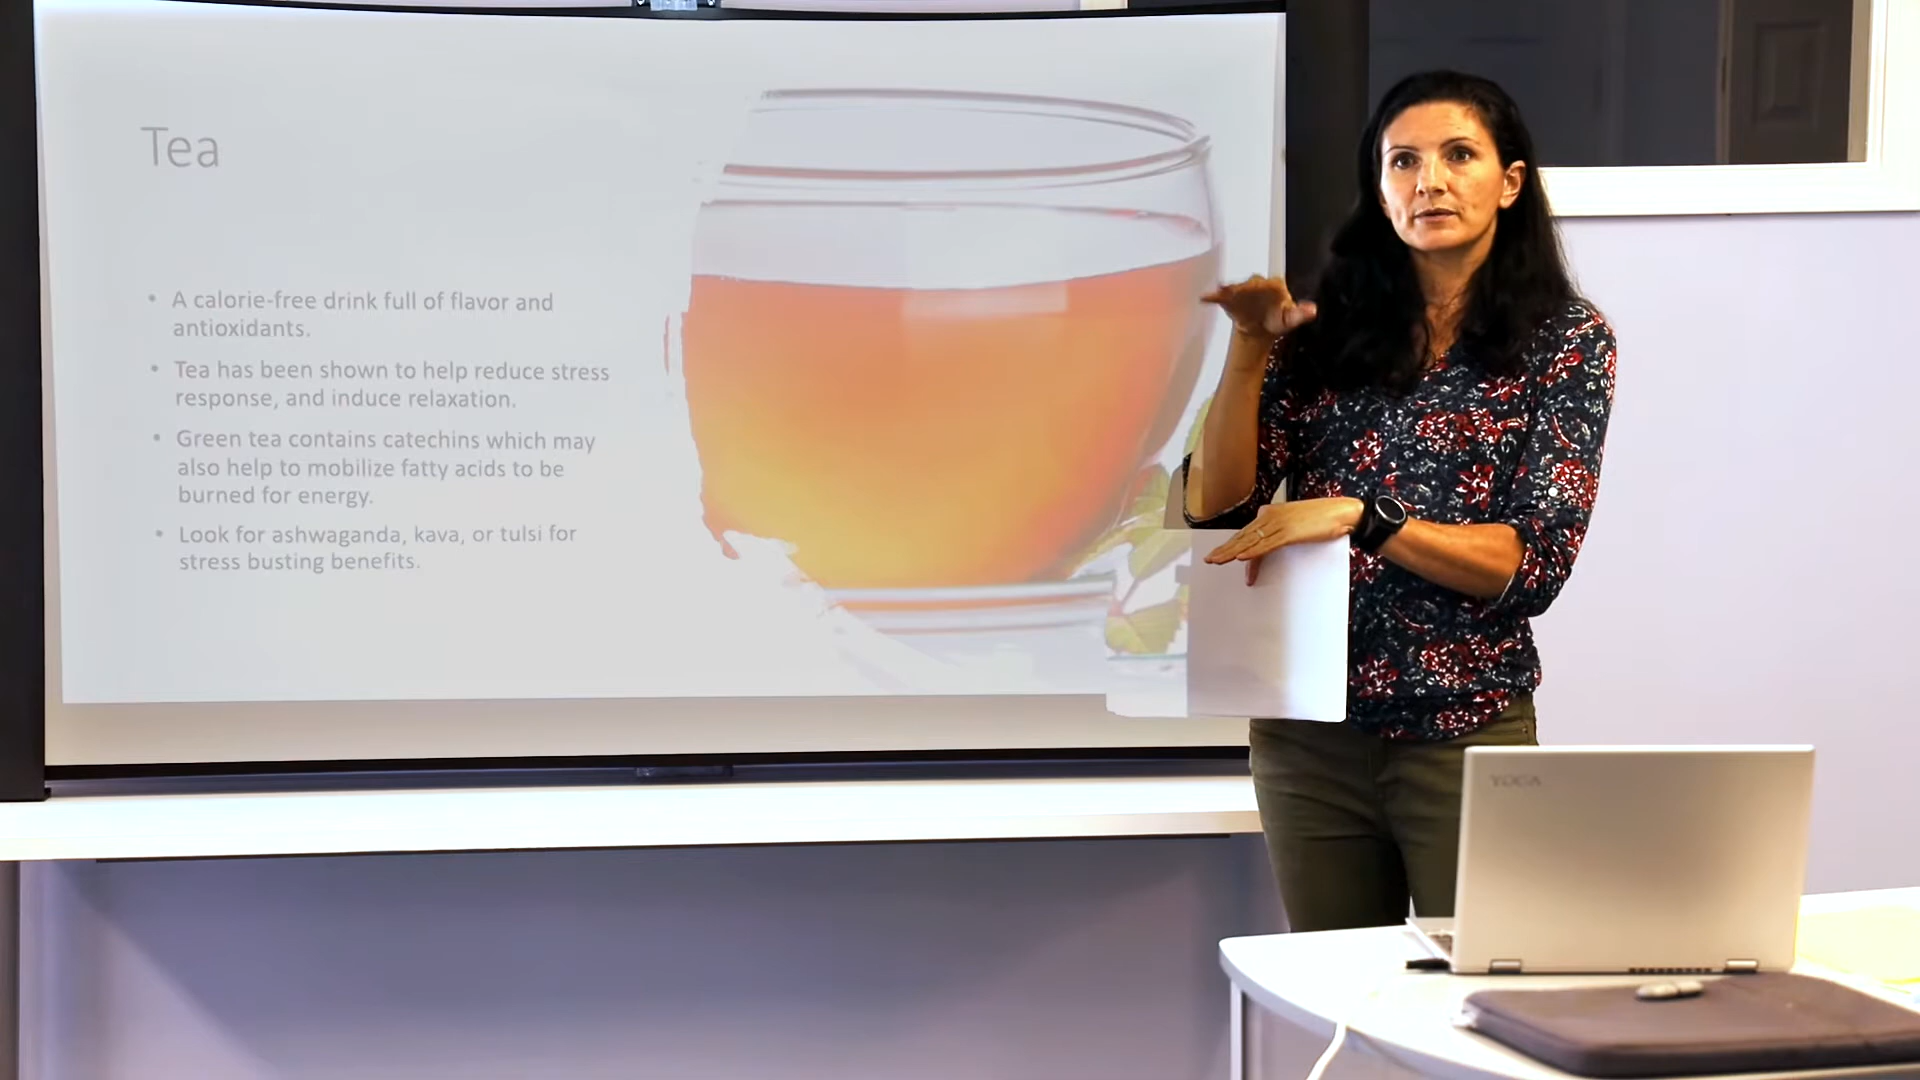 Tea
• A calorie-free drink full of flavor and
antioxidants.
• Tea has been shown to help reduce stress
response, and induce relaxation.
• Green tea contains catechins which may
also help to mobilize fatty acids to be
burned for energy.
• Look for ashwaganda, kava, or tulsi for
stress busting benefits.
YOGA